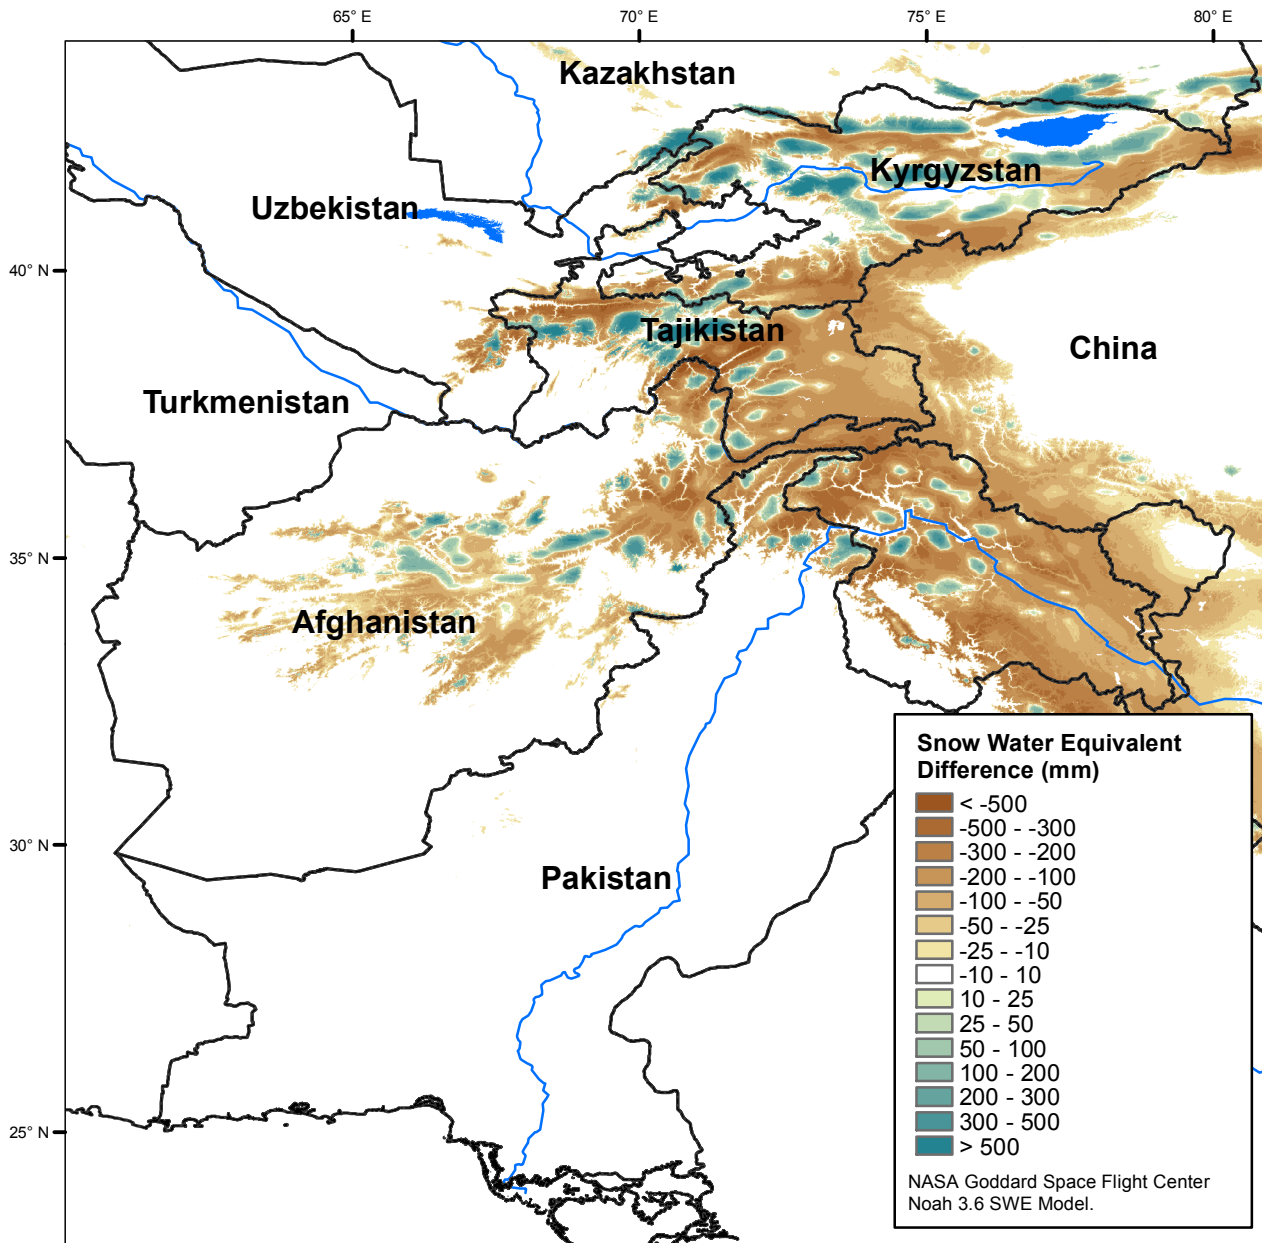 65° E
70° E
75° E
80° E
Kazakhstan
Kyrgyzstan
Uzbekistan
40° N
Tajikistan
China
Turkmenistan
35° N
Afghanistan
30° N
Pakistan
25° N
Snow Water Equivalent
Difference (mm)
< -500
-500 - -300
-300 - -200
-200 - -100
-100 - -50
-50 - -25
-25 - -10
-10 - 10
10 - 25
25 - 50
50 - 100
100 - 200
200 - 300
300 - 500
> 500
NASA Goddard Space Flight Center
Noah 3.6 SWE Model.